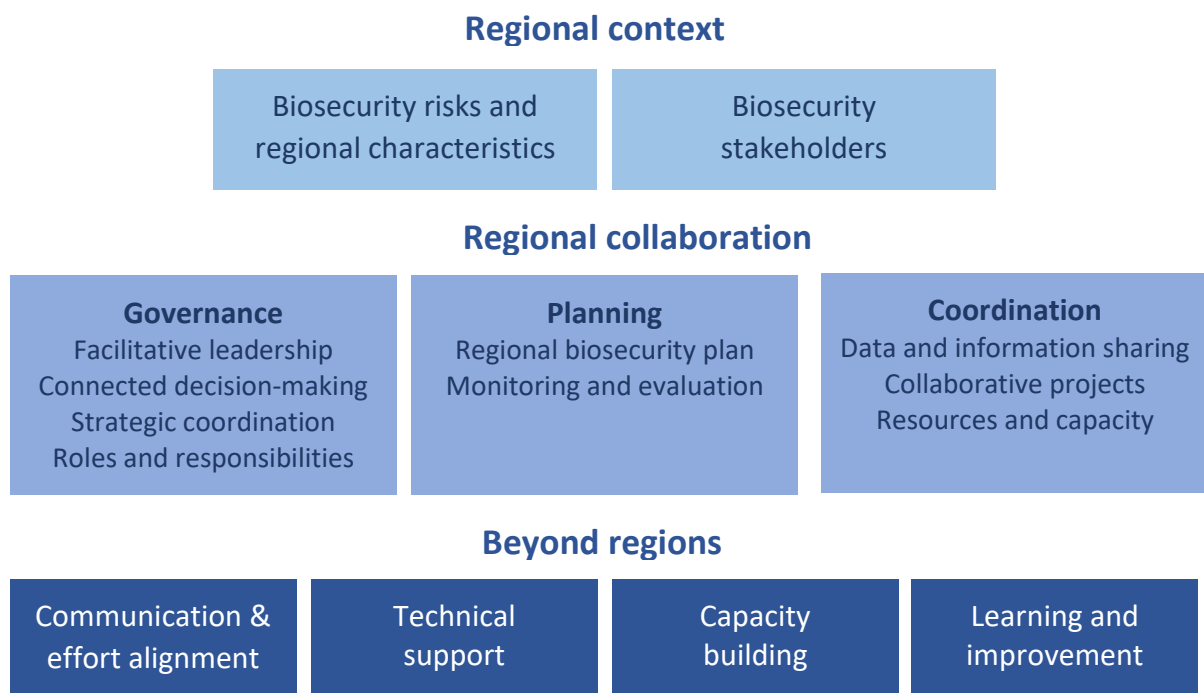 Regional context
Biosecurity risks and
regional characteristics
Biosecurity
stakeholders
Regional collaboration
Governance
Facilitative leadership
Connected decision-making
Strategic coordination
Roles and responsibilities
Planning
Regional biosecurity plan
Monitoring and evaluation
Coordination
Data and information sharing
Collaborative projects
Resources and capacity
Beyond regions
Communication &
effort alignment
Technical
support
Capacity
building
Learning and
improvement